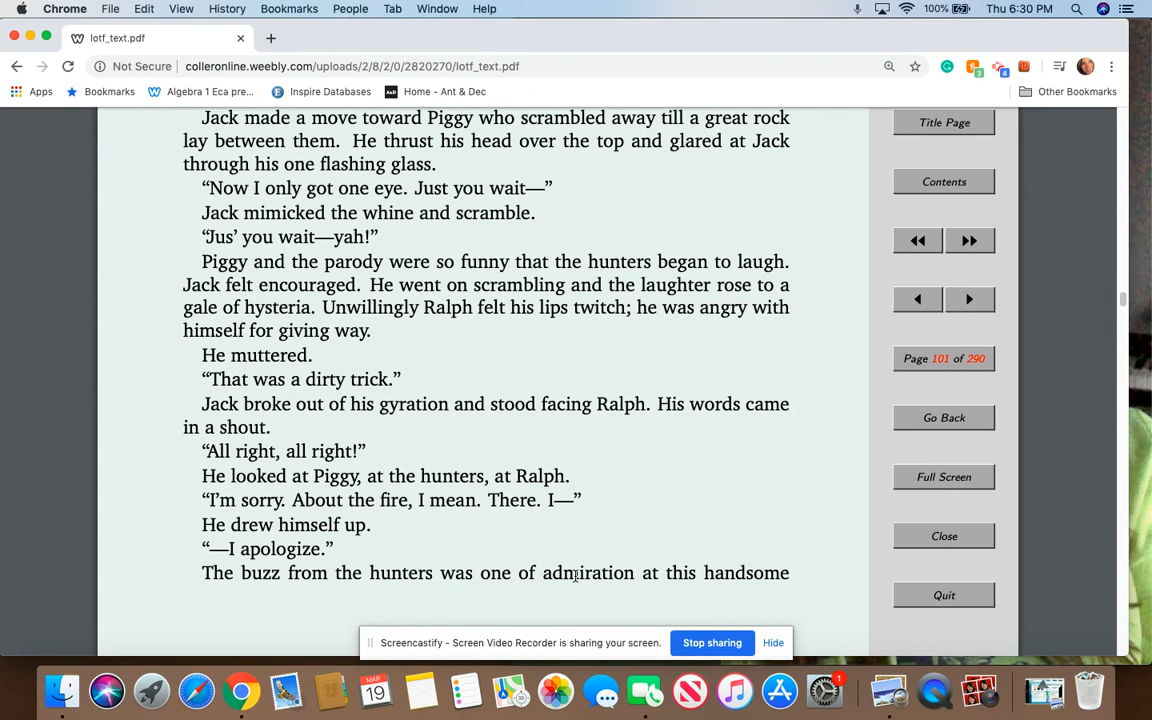 Chrome File Edit View History Bookmarks People Tab Window Help 100% Thu 6:30 PM
lotf_text.pdf
Not Secure colleronline.weebly.com/uploads/2/8/2/0/2820270/lotf_text.pdf 3 4
Apps Bookmarks Algebra 1 Eca pre... Inspire Databases AnD Home - Ant & Dec Other Bookmarks
Jack made a move toward Piggy who scrambled away till a great rock
lay between them. He thrust his head over the top and glared at Jack
through his one flashing glass.
“Now I only got one eye. Just you wait—”
Jack mimicked the whine and scramble.
“Jus’ you wait—yah!”
Piggy and the parody were so funny that the hunters began to laugh.
Jack felt encouraged. He went on scrambling and the laughter rose to a
gale of hysteria. Unwillingly Ralph felt his lips twitch; he was angry with
himself for giving way.
He muttered.
“That was a dirty trick.”
Jack broke out of his gyration and stood facing Ralph. His words came
in a shout.
“All right, all right!”
He looked at Piggy, at the hunters, at Ralph.
“I’m sorry. About the fire, I mean. There. I—”
He drew himself up.
“—I apologize.”
The buzz from the hunters was one of admiration at this handsome
Title Page
Contents
Page 101 of 290
Go Back
Full Screen
Close
Quit
Screencastify - Screen Video Recorder is sharing your screen. Stop sharing Hide
MAR
19
1